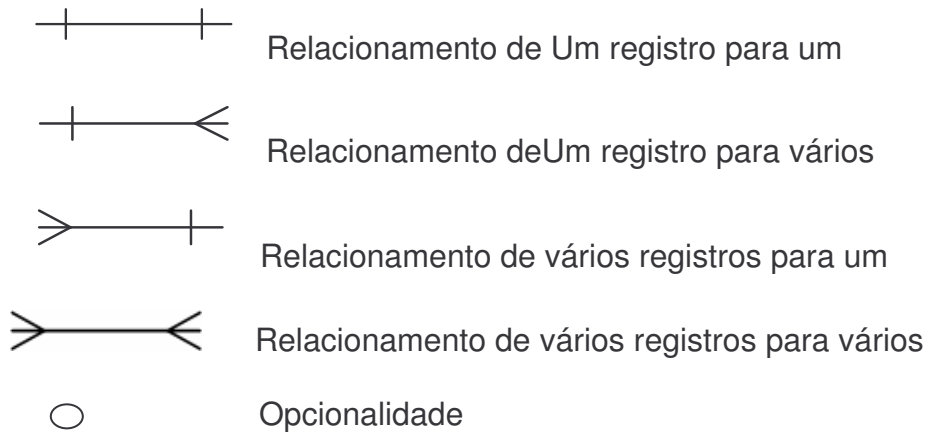 Relacionamento de Um registro para um
Relacionamento deUm registro para vários
Relacionamento de vários registros para um
Relacionamento de vários registros para vários
Opcionalidade